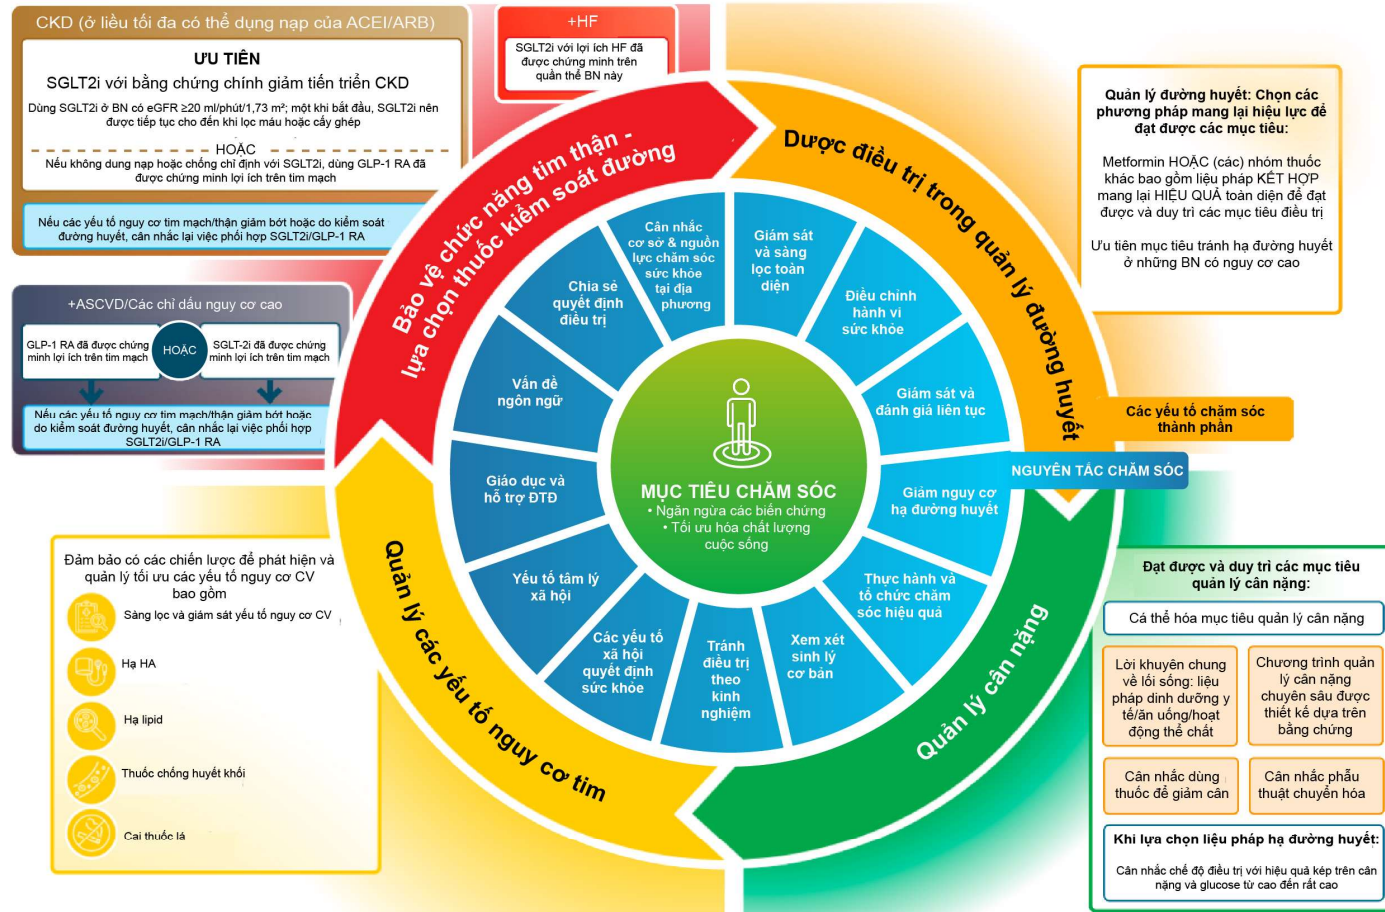 CKD (ở liều tối đa có thể dụng nạp của ACEI/ARB)
ƯU TIÊN
SGLT2i với bằng chứng chính giảm tiến triển CKD
Dùng SGLT2i ở BN có eGFR ≥20 ml/phút/1,73 m²; một khi bắt đầu, SGLT2i nên
được tiếp tục cho đến khi lọc máu hoặc cấy ghép
HOẶC
Nếu không dung nạp hoặc chống chỉ định với SGLT2i, dùng GLP-1 RA đã
được chứng minh lợi ích trên tim mạch
Nếu các yếu tố nguy cơ tim mạch/thận giảm bớt hoặc do kiểm soát
đường huyết, cân nhắc lại việc phối hợp SGLT2i/GLP-1 RA
+HF
SGLT2i với lợi ích HF đã
được chứng minh trên
quần thể BN này
+ASCVD/Các chỉ dấu nguy cơ cao
GLP-1 RA đã được chứng
minh lợi ích trên tim mạch
HOẶC
SGLT-2i đã được chứng
minh lợi ích trên tim mạch
Nếu các yếu tố nguy cơ tim mạch/thận giảm bớt hoặc
do kiểm soát đường huyết, cân nhắc lại việc phối hợp
SGLT2i/GLP-1 RA
Bảo vệ chức năng tim thận -
lựa chọn thuốc kiểm soát đường
Dược điều trị trong quản lý đường huyết
Quản lý đường huyết: Chọn các
phương pháp mang lại hiệu lực để
đạt được các mục tiêu:
Metformin HOẶC (các) nhóm thuốc
khác bao gồm liệu pháp KẾT HỢP
mang lại HIỆU QUẢ toàn diện để đạt
được và duy trì các mục tiêu điều trị
Ưu tiên mục tiêu tránh hạ đường huyết
ở những BN có nguy cơ cao
Các yếu tố chăm sóc
thành phần
NGUYÊN TẮC CHĂM SÓC
Cân nhắc
cơ sở & nguồn
lực chăm sóc
sức khỏe
tại địa
phương
Giám sát
và sàng
lọc toàn
diện
Điều chỉnh
hành vi
sức khỏe
Giám sát và
đánh giá liên tục
Giảm nguy cơ
hạ đường huyết
Thực hành và
tổ chức chăm
sóc hiệu quả
Xem xét
sinh lý
cơ bản
Tránh
điều trị
theo
kinh
nghiệm
Các yếu tố
xã hội
quyết định
sức khỏe
Yếu tố tâm lý
xã hội
Giáo dục và
hỗ trợ ĐTĐ
Vấn đề
ngôn ngữ
Chia sẻ
quyết định
điều trị
MỤC TIÊU CHĂM SÓC
• Ngăn ngừa các biến chứng
• Tối ưu hóa chất lượng
cuộc sống
Quản lý các yếu tố nguy cơ tim
Quản lý cân nặng
Đảm bảo có các chiến lược để phát hiện và
quản lý tối ưu các yếu tố nguy cơ CV
bao gồm
Sàng lọc và giám sát yếu tố nguy cơ CV
Hạ HA
Hạ lipid
Thuốc chống huyết khối
Cai thuốc lá
Đạt được và duy trì các mục tiêu
quản lý cân nặng:
Cá thể hóa mục tiêu quản lý cân nặng
Lời khuyên chung
về lối sống: liệu
pháp dinh dưỡng y
tế/ăn uống/hoạt
động thể chất
Chương trình quản
lý cân nặng
chuyên sâu được
thiết kế dựa trên
bằng chứng
Cân nhắc dùng
thuốc để giảm cân
Cân nhắc phẫu
thuật chuyển hóa
Khi lựa chọn liệu pháp hạ đường huyết:
Cân nhắc chế độ điều trị với hiệu quả kép trên cân
nặng và glucose từ cao đến rất cao